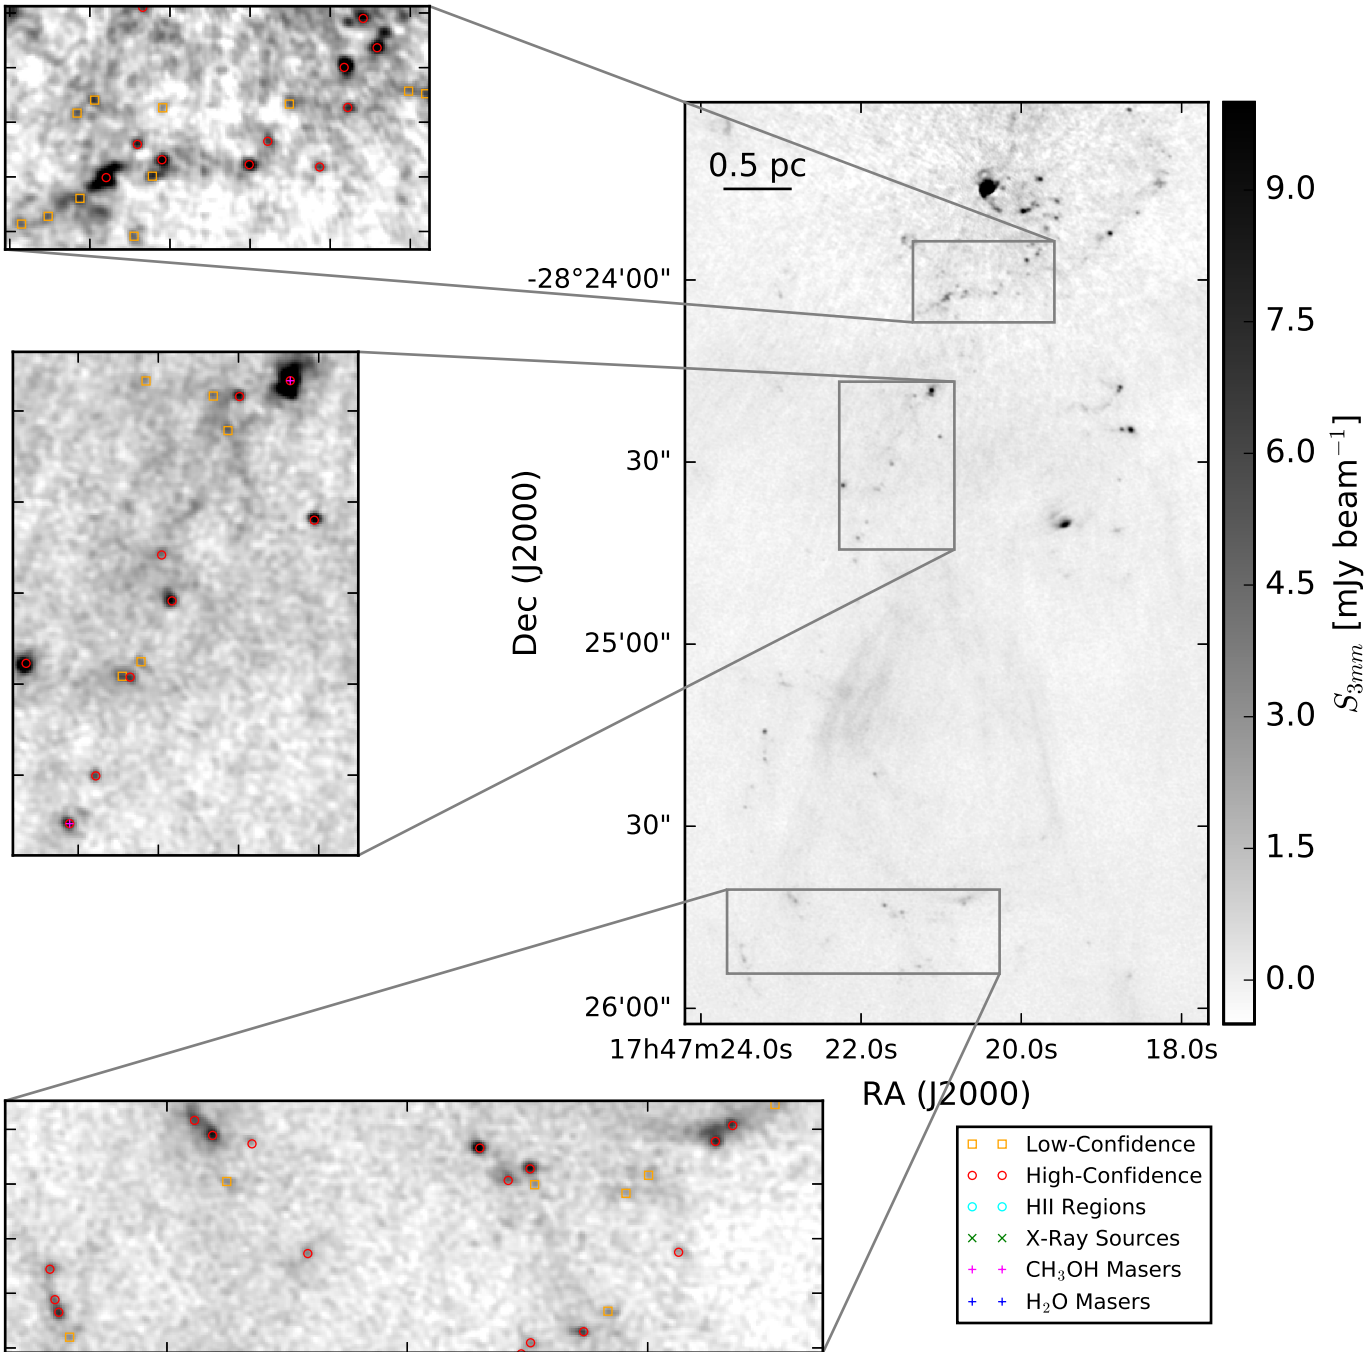 0.5 pc
-28°24'00"
30"
25'00"
30"
26'00"
Dec (J2000)
17h47m24.0s 22.0s 20.0s 18.0s
RA (J2000)
9.0
7.5
6.0
4.5
3.0
1.5
0.0
S₃ₘₘ [mJy beam⁻¹]
Low-Confidence
High-Confidence
HII Regions
X-Ray Sources
CH₃OH Masers
H₂O Masers